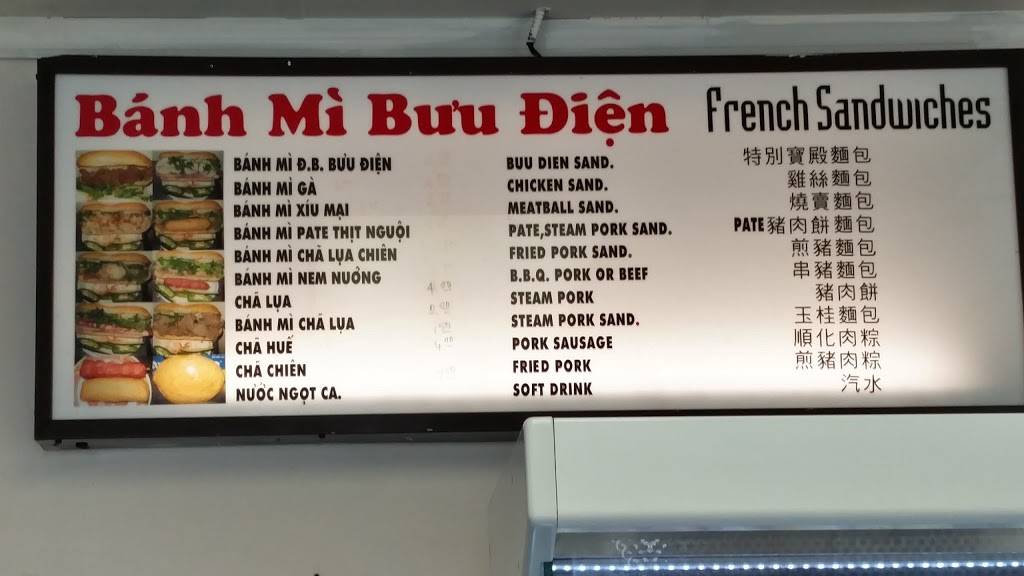 Bánh Mì Bưu Điện French Sandwiches
BÁNH MÌ Đ.B. BƯU ĐIỆN BUU DIEN SAND. 特別寶殿麵包
BÁNH MÌ GÀ CHICKEN SAND. 雞絲麵包
BÁNH MÌ XÍU MẠI MEATBALL SAND. 燒賣麵包
BÁNH MÌ PATE THỊT NGUỘI PATE,STEAM PORK SAND. PATE豬肉餅麵包
BÁNH MÌ CHẢ LỤA CHIÊN FRIED PORK SAND. 煎豬麵包
BÁNH MÌ NEM NƯỚNG B.B.Q. PORK OR BEEF 串豬麵包
CHẢ LỤA STEAM PORK 豬肉餅
BÁNH MÌ CHẢ LỤA STEAM PORK SAND. 玉桂麵包
CHẢ HUẾ PORK SAUSAGE 順化肉粽
CHẢ CHIÊN FRIED PORK 煎豬肉粽
NƯỚC NGỌT CA. SOFT DRINK 汽水